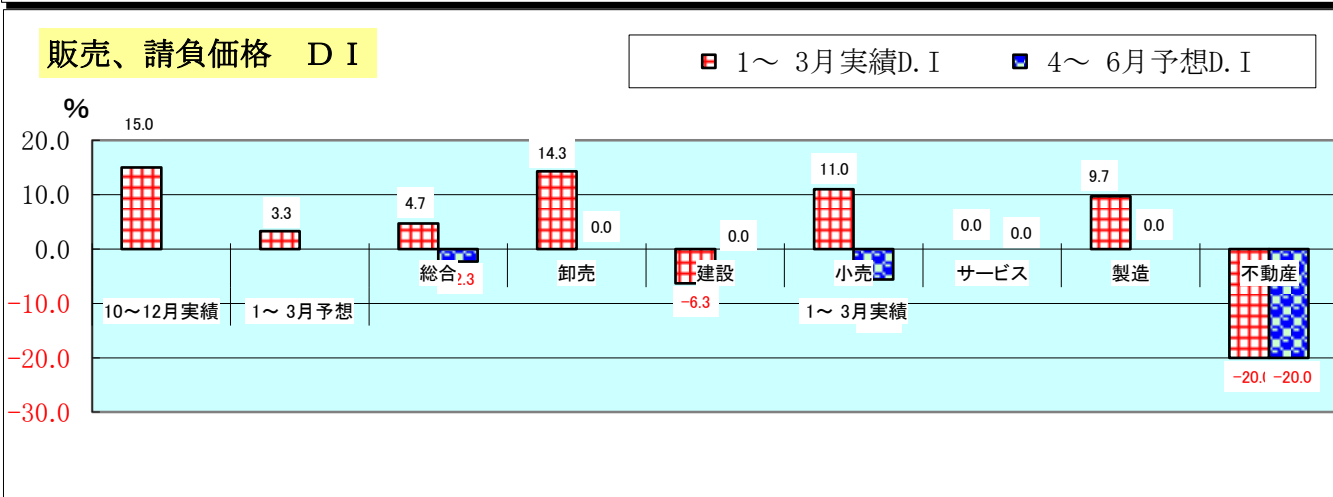 販売、請負価格　ＤＩ
1～ 3月実績D.I
4～ 6月予想D.I
%
20.0
10.0
0.0
-10.0
-20.0
-30.0
15.0
3.3
4.7
14.3
0.0
-6.3
0.0
11.0
0.0
0.0
9.7
0.0
-20.0
総合
卸売
建設
小売
サービス
製造
不動産
10～12月実績
1～ 3月予想
1～ 3月実績